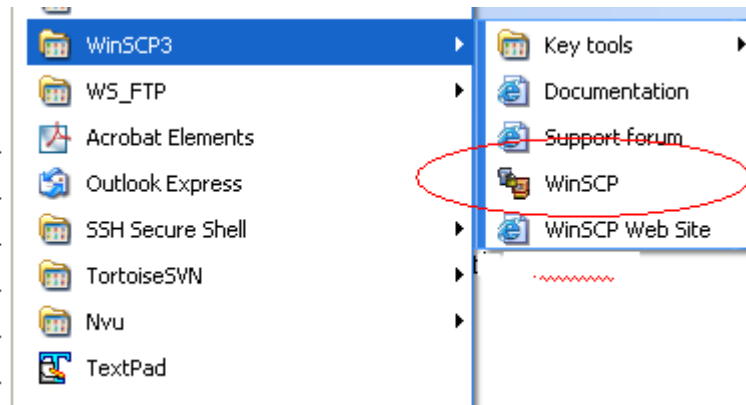 WinSCP3
WS_FTP
Acrobat Elements
Outlook Express
SSH Secure Shell
TortoiseSVN
Nvu
TextPad
Key tools
Documentation
Support forum
WinSCP
WinSCP Web Site